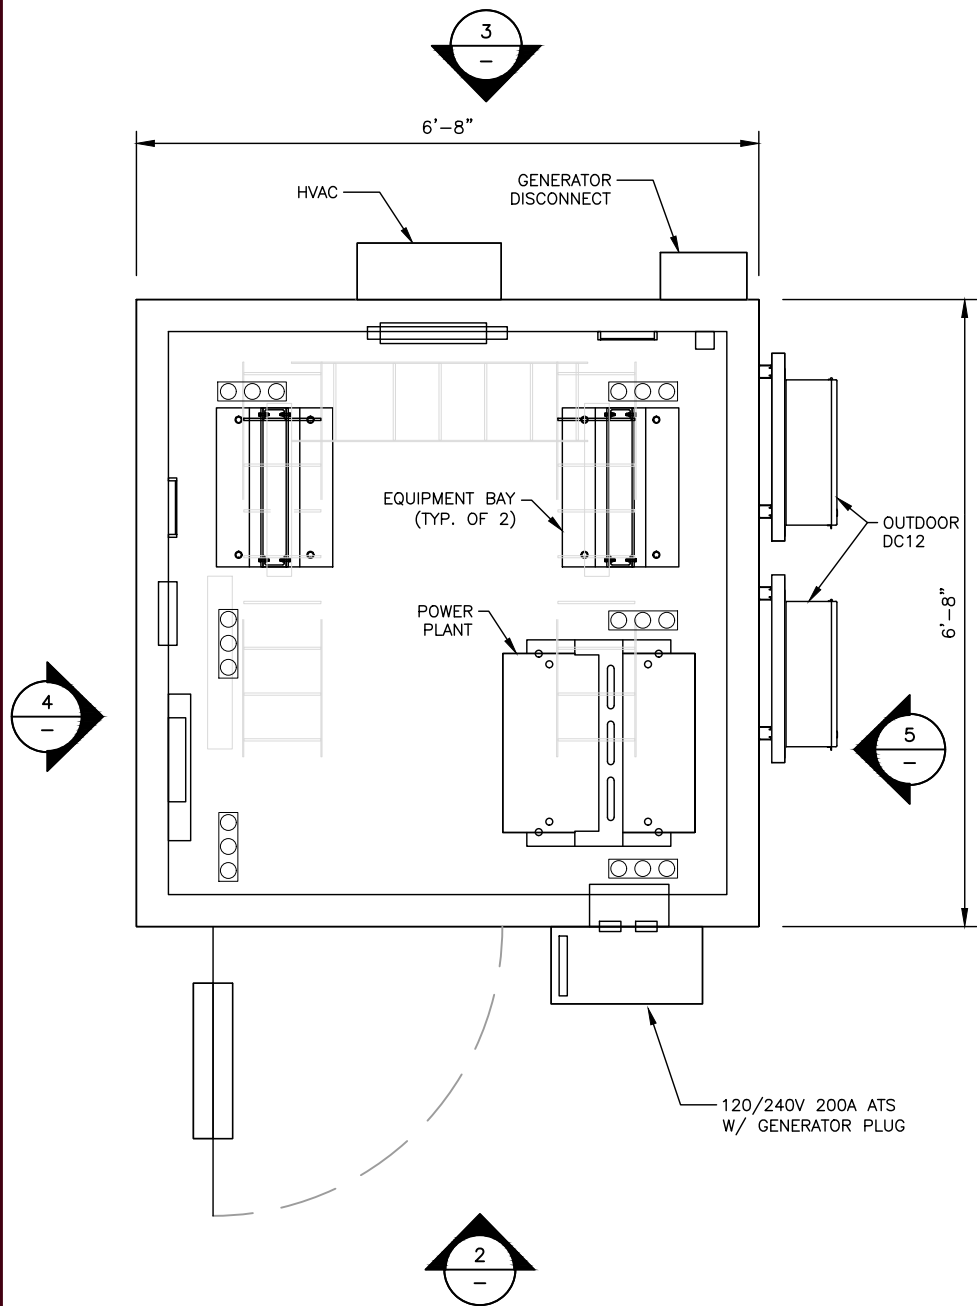 3
–
6'–8"
HVAC
GENERATOR
DISCONNECT
EQUIPMENT BAY
(TYP. OF 2)
OUTDOOR
DC12
POWER
PLANT
6'–8"
4
–
5
–
120/240V 200A ATS
W/ GENERATOR PLUG
2
–